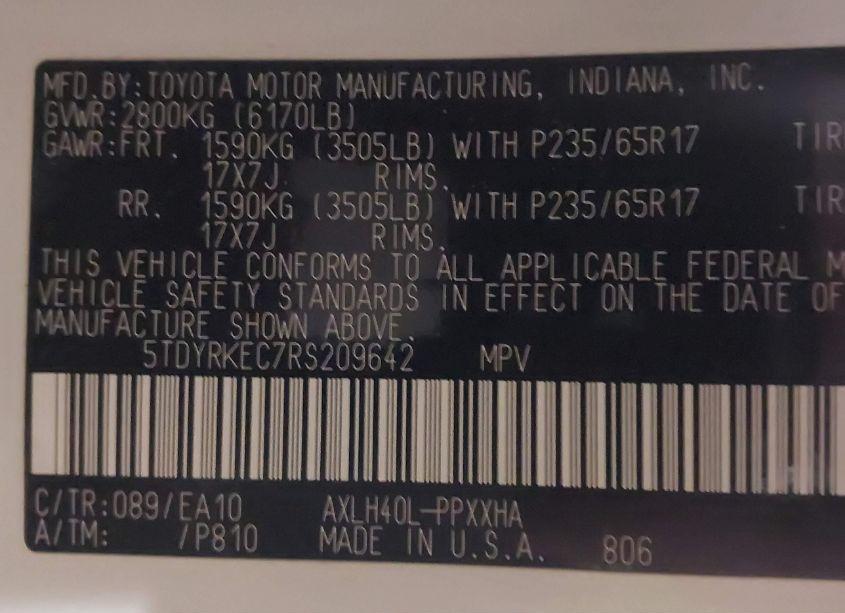 MFD.BY:TOYOTA MOTOR MANUFACTURING, INDIANA, INC.
GVWR:2800KG (6170LB)
GAWR:FRT. 1590KG (3505LB) WITH P235/65R17 TIR
17X7J RIMS.
RR. 1590KG (3505LB) WITH P235/65R17 TIR
17X7J RIMS.
THIS VEHICLE CONFORMS TO ALL APPLICABLE FEDERAL M
VEHICLE SAFETY STANDARDS IN EFFECT ON THE DATE OF
MANUFACTURE SHOWN ABOVE.
5TDYRKEC7RS209642 MPV
C/TR:089/EA10 AXLH40L-PPXXHA
A/TM: /P810 MADE IN U.S.A. 806